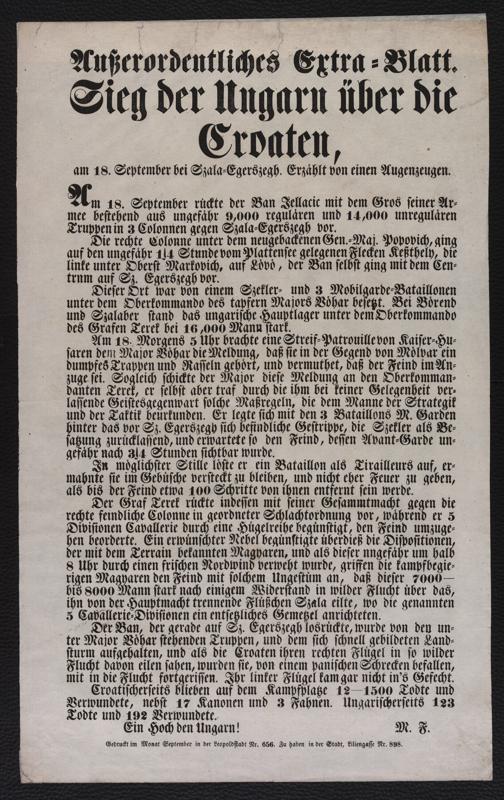 Außerordentliches Extra-Blatt.
Sieg der Ungarn über die
Croaten,
am 18. September bei Szala-Egerszegh. Erzählt von einen Augenzeugen.
Am 18. September rückte der Ban Jellacic mit dem Gros seiner Ar-
mee bestehend aus ungefähr 9,000 regulären und 14,000 unregulären
Truppen in 3 Colonnen gegen Szala-Egerszegh vor.
Die rechte Colonne unter dem neugebackenen Gen.-Maj. Popovich, ging
auf den ungefähr 1¼ Stunde vom Plattensee gelegenen Flecken Keßthely, die
linke unter Oberst Markovich, auf Lövö, der Ban selbst ging mit dem Cen-
trnm auf Sz. Egerszegh vor.
Dieser Ort war von einem Szekler- und 3 Mobilgarde-Bataillonen
unter dem Oberkommando des tapfern Majors Vóhar besetzt. Bei Börend
und Szalaber stand das ungarische Hauptlager unter dem Oberkommando
des Grafen Terek bei 16,000 Mann stark.
Am 18. Morgens 5 Uhr brachte eine Streif-Patrouille von Kaiser-Hu-
saren dem Major Vóhar die Meldung, daß sie in der Gegend von Mólvar ein
dumpfes Trappen und Rasseln gehört, und vermuthet, daß der Feind im An-
zuge sei. Sogleich schickte der Major diese Meldung an den Oberkomman-
danten Terek, er selbst aber traf durch die ihm bei keiner Gelegenheit ver-
lassende Geistesgegenwart solche Maßregeln, die dem Manne der Strategik
und der Taktik beurkunden. Er legte sich mit den 3 Bataillons M. Garden
hinter das vor Sz. Egerszegh sich befindliche Gestrippe, die Szekler als Be-
satzung zurücklassend, und erwartete so den Feind, dessen Avant-Garde un-
gefähr nach 3¼ Stunden sichtbar wurde.
In möglichster Stille löste er ein Bataillon als Tirailleurs auf, er-
mahnte sie im Gebüsche versteckt zu bleiben, und nicht eher Feuer zu geben,
als bis der Feind etwa 100 Schritte von ihnen entfernt sein werde.
Der Graf Terek rückte indessen mit seiner Gesammtmacht gegen die
rechte feindliche Colonne in geordneter Schlachtordnung vor, während er 5
Divisionen Cavallerie durch eine Hügelreihe begünstigt, den Feind umzuge-
hen beorderte. Ein erwünschter Nebel begünstigte überdieß die Dispositionen,
der mit dem Terrain bekannten Magyaren, und als dieser nngefähr um halb
8 Uhr durch einen frischen Nordwind verweht wurde, griffen die kampfbegie-
rigen Magyaren den Feind mit solchem Ungestüm an, daß dieser 7000—
bis 8000 Mann stark nach einigem Widerstand in wilder Flucht über das,
ihn von der Hauptmacht trennende Flüßchen Szala eilte, wo die genannten
5 Cavallerie-Divisionen ein entsetzliches Gemetzel anrichteten.
Der Ban, der gerade auf Sz. Egerszegh losrückte, wurde von den un-
ter Major Vóhar stehenden Truppen, und dem sich schnell gebildeten Land-
sturm aufgehalten, und als die Croaten ihren rechten Flügel in so wilder
Flucht davon eilen sahen, wurden sie, von einem panischen Schrecken befallen,
mit in die Flucht fortgerissen. Ihr linker Flügel kam gar nicht in's Gefecht.
Croatischerseits blieben auf dem Kampfplatze 12—1500 Todte und
Verwundete, nebst 17 Kanonen und 3 Fahnen. Ungarischerseits 123
Todte und 192 Verwundete.
Ein Hoch den Ungarn! M. F.
Gedruckt im Monat September in der Leopoldstadt Nr. 656. Zu haben in der Stadt, Liliengasse Nr. 898.